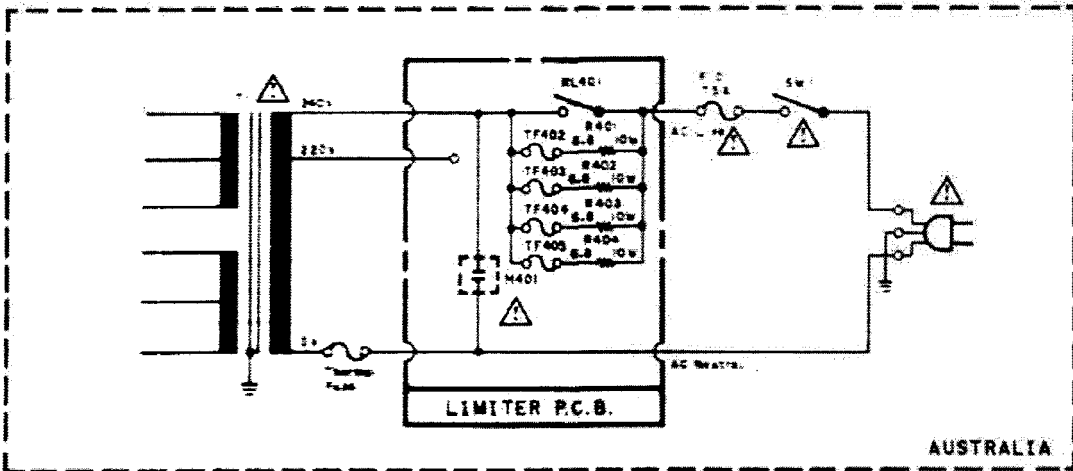 RL401
SW1
240v
R401
TF402
6.8
10W
220v
R402
TF403
6.8
10W
R403
TF404
6.8
10W
R404
TF405
6.8
10W
M401
0v
AC Neutral
LIMITER P.C.B.
AUSTRALIA